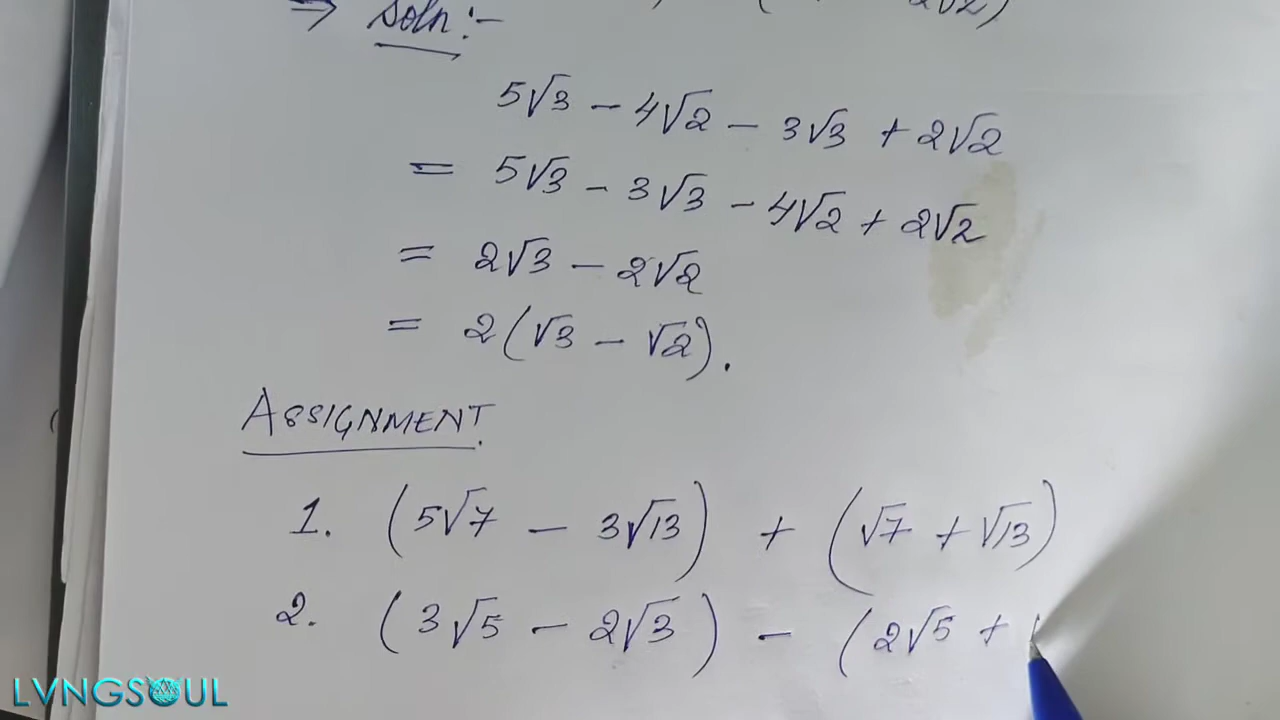 ⇒ Soln :-
5√3 - 4√2 - 3√3 + 2√2
= 5√3 - 3√3 - 4√2 + 2√2
= 2√3 - 2√2
= 2(√3 - √2).
ASSIGNMENT.
1. (5√7 - 3√13) + (√7 + √13)
2. (3√5 - 2√3) - (2√5 +
LVNGSOUL